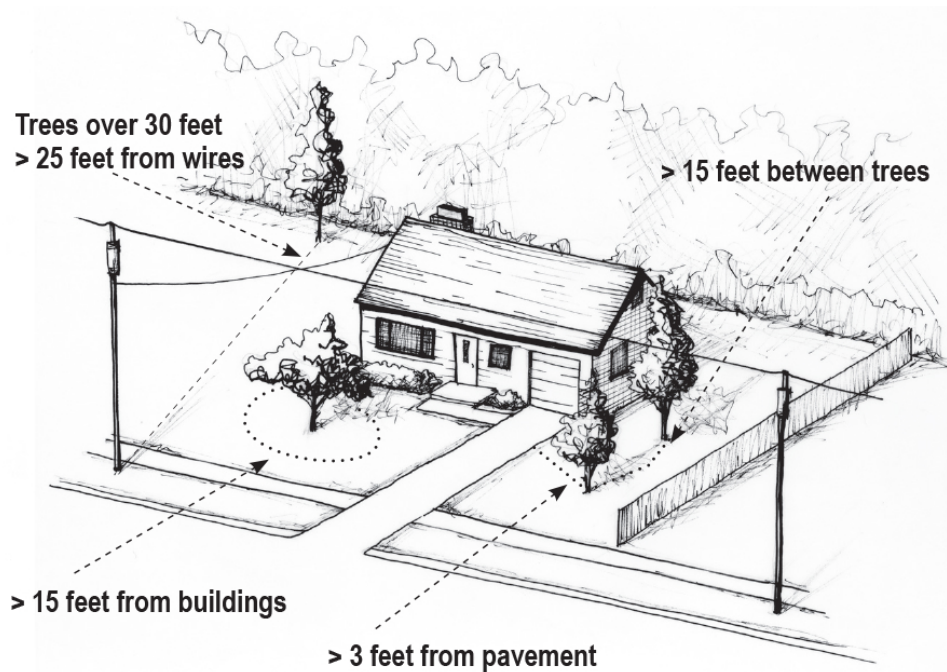 Trees over 30 feet
> 25 feet from wires
> 15 feet between trees
> 15 feet from buildings
> 3 feet from pavement